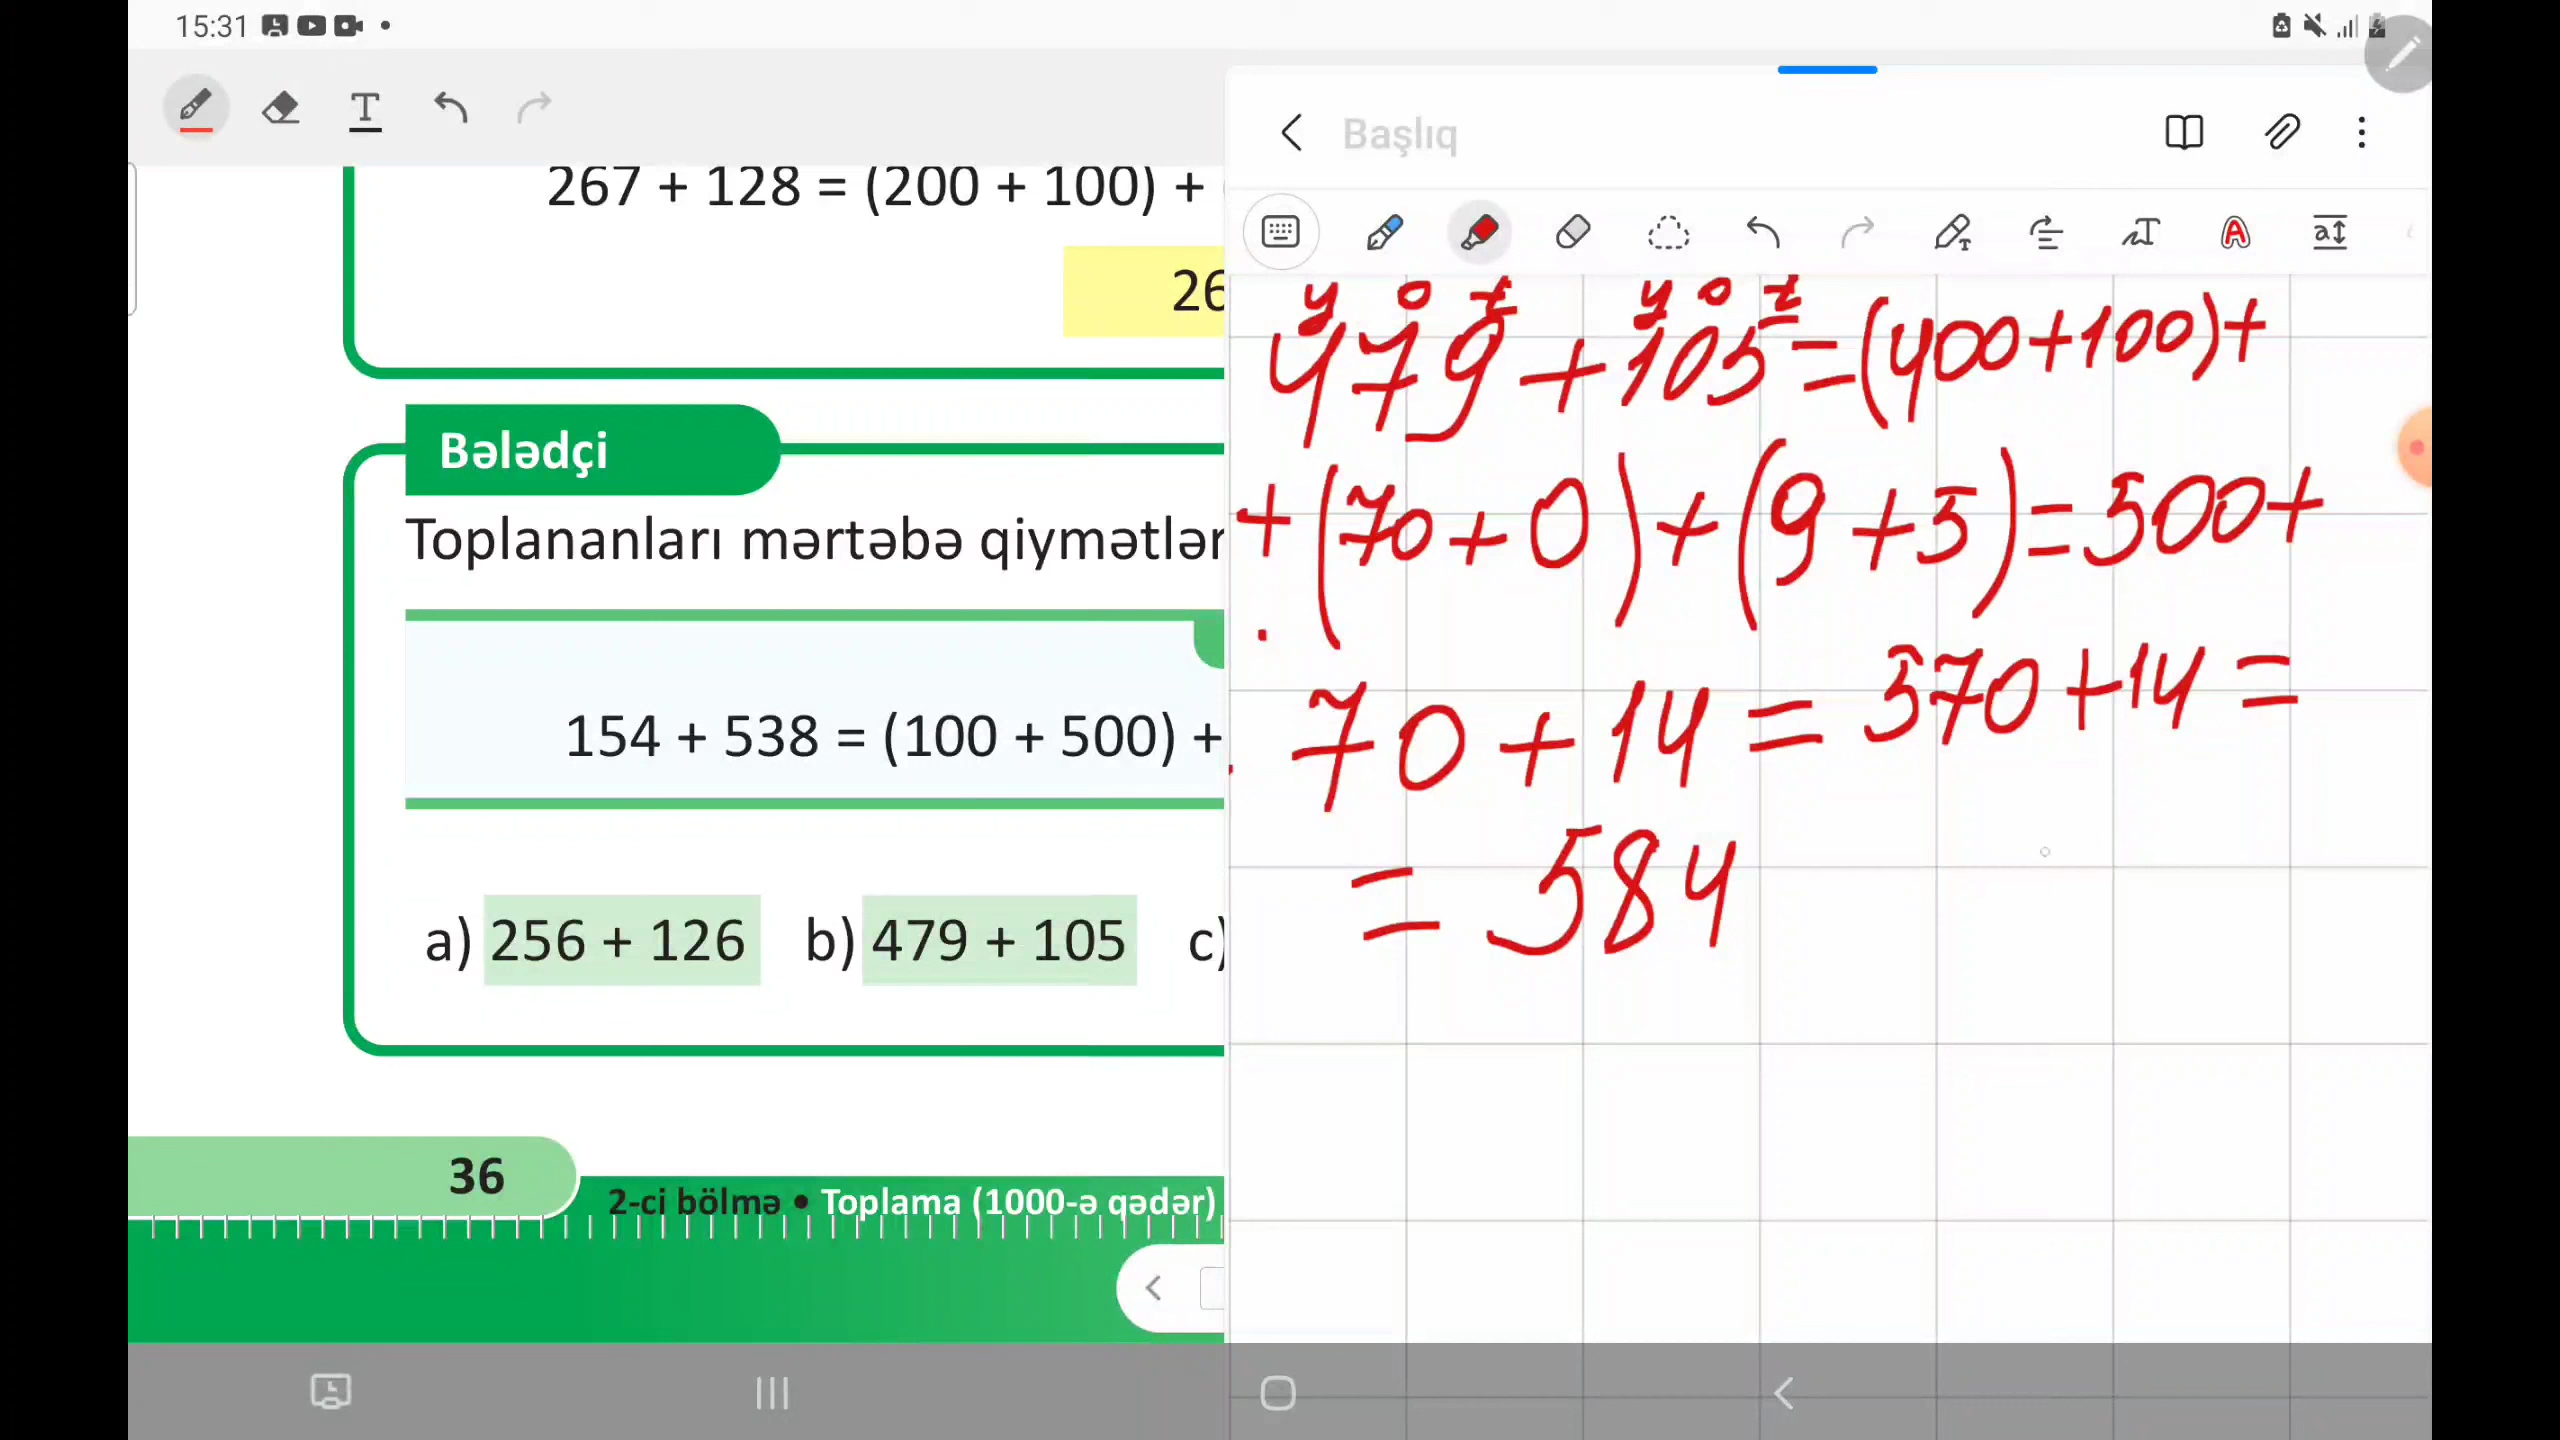 15:31
267 + 128 = (200 + 100) +
26
Bələdçi
Toplananları mərtəbə qiymətlər
154 + 538 = (100 + 500) +
a) 256 + 126 b) 479 + 105 c)
36
2-ci bölmə • Toplama (1000-ə qədər)
Başlıq
y o t y o t
479 + 105 = (400+100)+
+ (70+0) + (9+5) = 500+
70 + 14 = 570+14 =
= 584